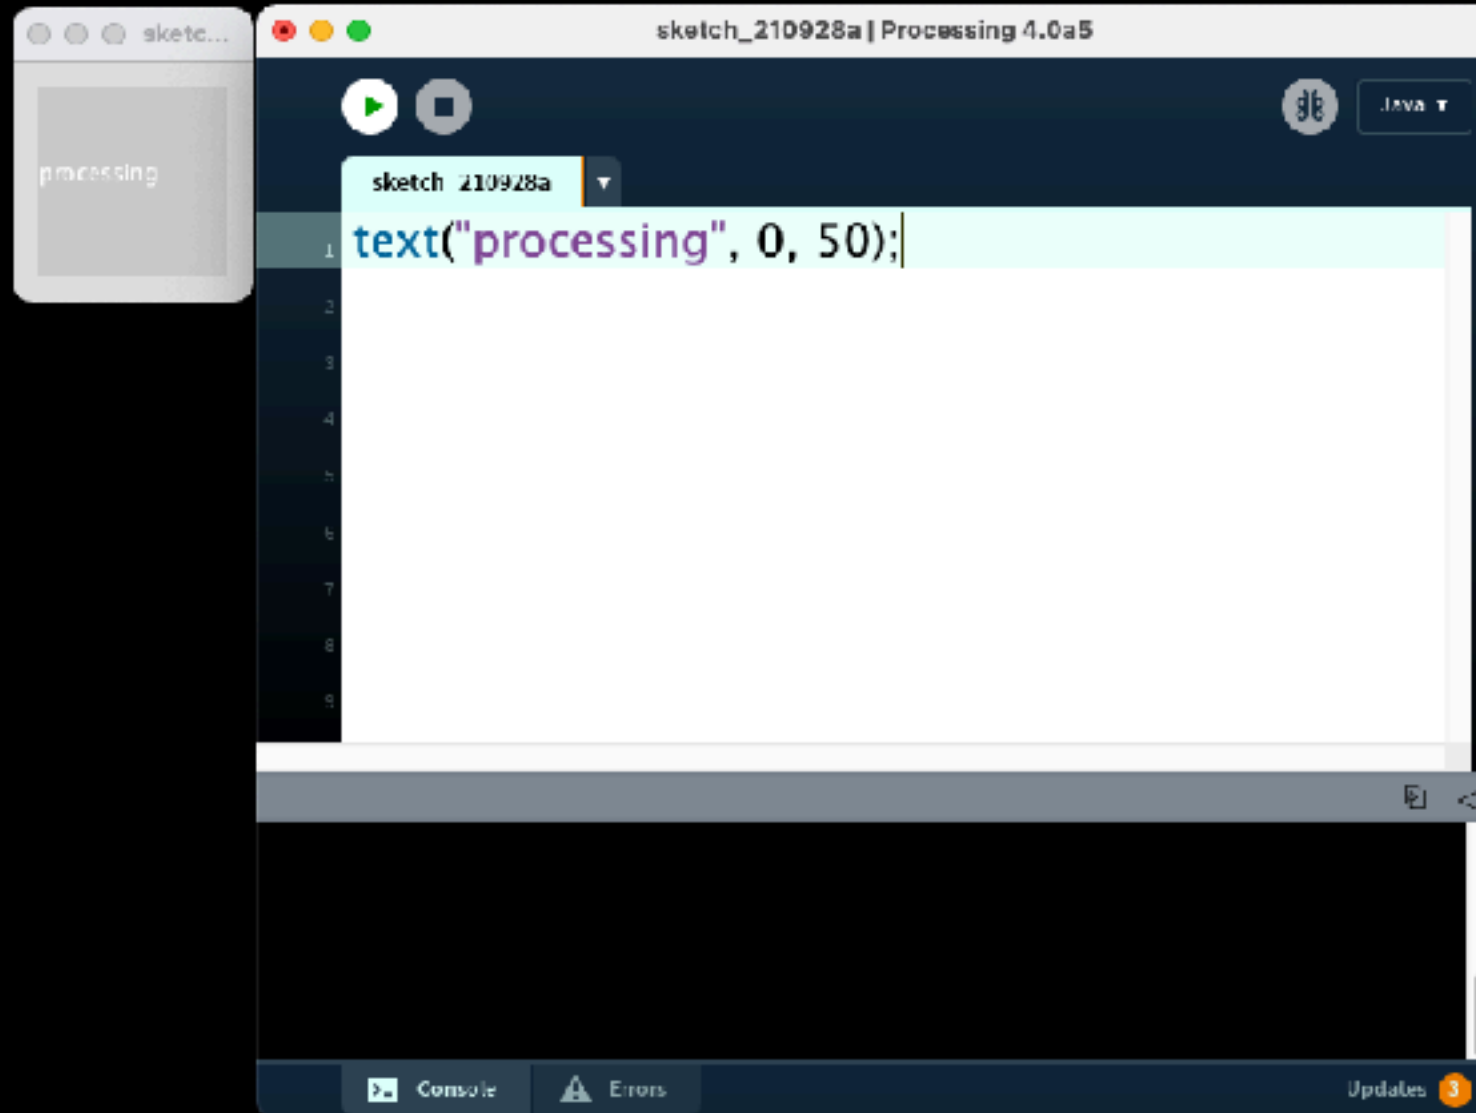 sketc...
processing
sketch_210928a | Processing 4.0a5
Java
sketch_210928a
1 text("processing", 0, 50);
2
3
4
5
6
7
8
9
Console
Errors
Updates 3